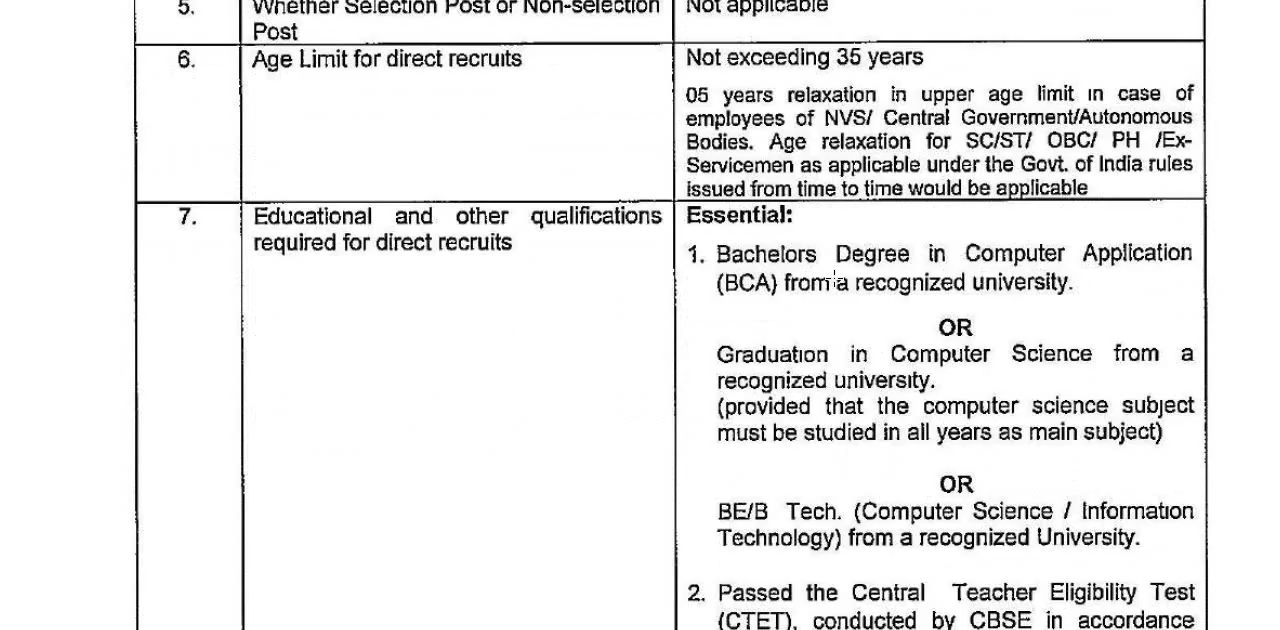 5.
Whether Selection Post or Non-selection
Post
Not applicable
6.
Age Limit for direct recruits
Not exceeding 35 years
05 years relaxation in upper age limit in case of
employees of NVS/ Central Government/Autonomous
Bodies. Age relaxation for SC/ST/ OBC/ PH /Ex-
Servicemen as applicable under the Govt. of India rules
issued from time to time would be applicable
7.
Educational and other qualifications
required for direct recruits
Essential:
1. Bachelors Degree in Computer Application
(BCA) from a recognized university.
OR
Graduation in Computer Science from a
recognized university.
(provided that the computer science subject
must be studied in all years as main subject)
OR
BE/B Tech. (Computer Science / Information
Technology) from a recognized University.
2. Passed the Central Teacher Eligibility Test
(CTET), conducted by CBSE in accordance